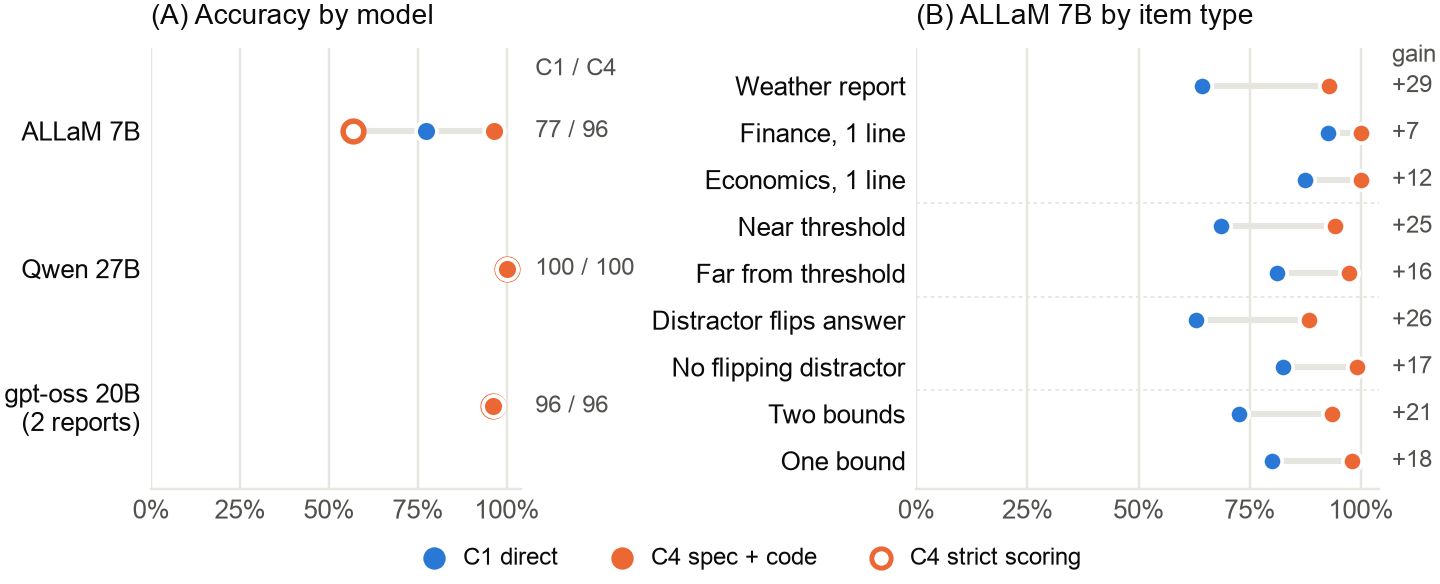 (A) Accuracy by model
C1 / C4
ALLaM 7B
77 / 96
Qwen 27B
100 / 100
gpt-oss 20B
(2 reports)
96 / 96
0% 25% 50% 75% 100%
(B) ALLaM 7B by item type
gain
Weather report +29
Finance, 1 line +7
Economics, 1 line +12
Near threshold +25
Far from threshold +16
Distractor flips answer +26
No flipping distractor +17
Two bounds +21
One bound +18
0% 25% 50% 75% 100%
C1 direct C4 spec + code C4 strict scoring